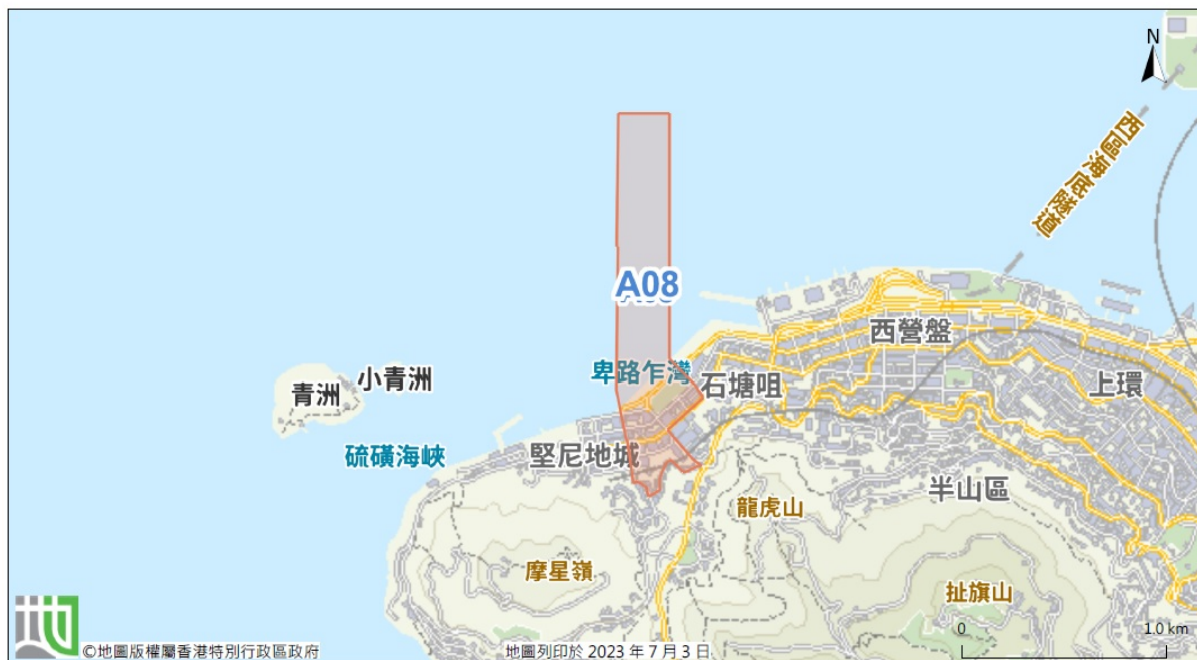 N
西區海底隧道
A08
西營盤
卑路乍灣
石塘咀
上環
小青洲
青洲
硫磺海峽
堅尼地城
半山區
龍虎山
摩星嶺
扯旗山
0 1.0 km
©地圖版權屬香港特別行政區政府
地圖列印於 2023 年 7 月 3 日